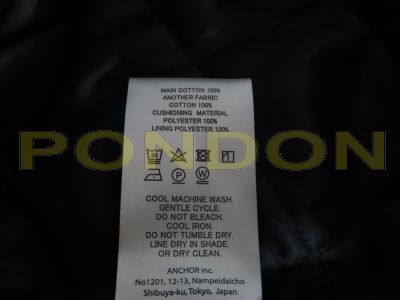 MAIN COTTON 100%
ANOTHER FABRIC
COTTON 100%
CUSHIONING MATERIAL
POLYESTER 100%
LINING POLYESTER 100%
PONDON
30
P W
COOL MACHINE WASH.
GENTLE CYCLE.
DO NOT BLEACH.
COOL IRON.
DO NOT TUMBLE DRY.
LINE DRY IN SHADE.
OR DRY CLEAN.
ANCHOR inc.
No1201, 12-13, Nampeidaicho
Shibuya-ku, Tokyo, Japan